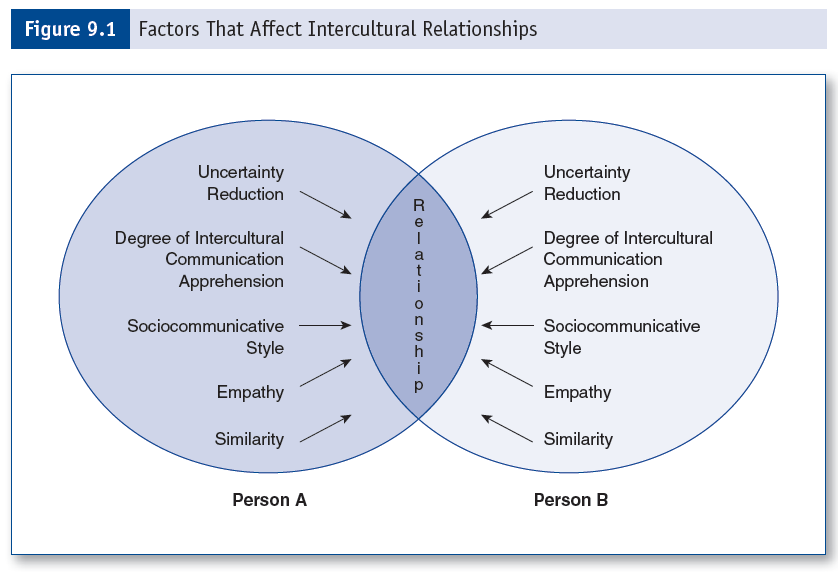 Figure 9.1 Factors That Affect Intercultural Relationships
Uncertainty
Reduction
Degree of Intercultural
Communication
Apprehension
Sociocommunicative
Style
Empathy
Similarity
Relationship
Uncertainty
Reduction
Degree of Intercultural
Communication
Apprehension
Sociocommunicative
Style
Empathy
Similarity
Person A
Person B